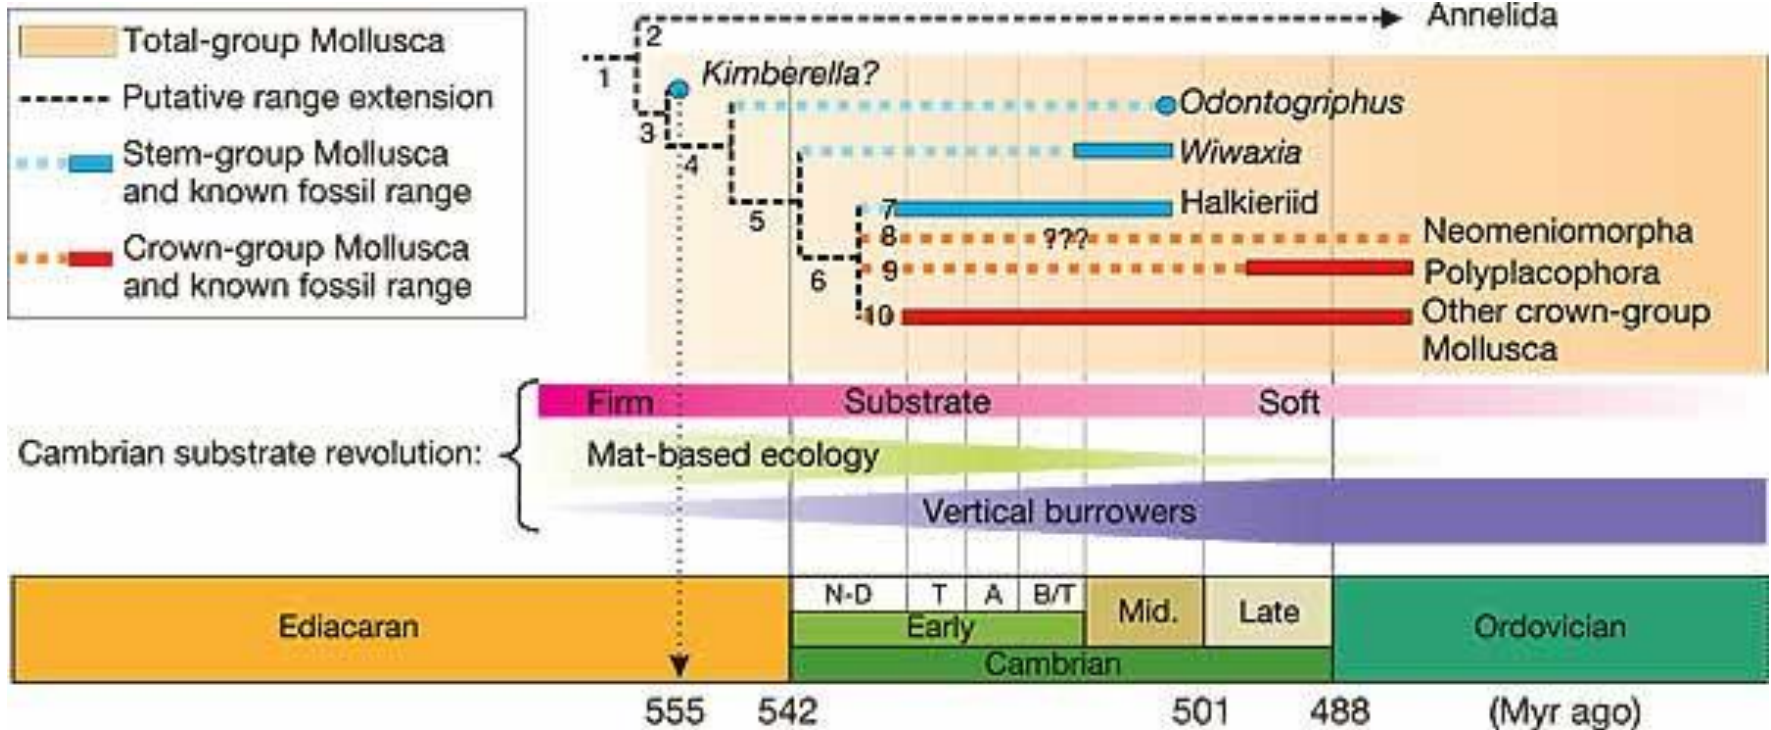 Total-group Mollusca
Putative range extension
Stem-group Mollusca
and known fossil range
Crown-group Mollusca
and known fossil range
Annelida
2
1
Kimberella?
Odontogriphus
3
4
Wiwaxia
5
7
Halkieriid
8
???
Neomeniomorpha
6
9
Polyplacophora
10
Other crown-group
Mollusca
Firm
Substrate
Soft
Cambrian substrate revolution:
Mat-based ecology
Vertical burrowers
Ediacaran
N-D
T
A
B/T
Mid.
Late
Early
Ordovician
Cambrian
555
542
501
488
(Myr ago)